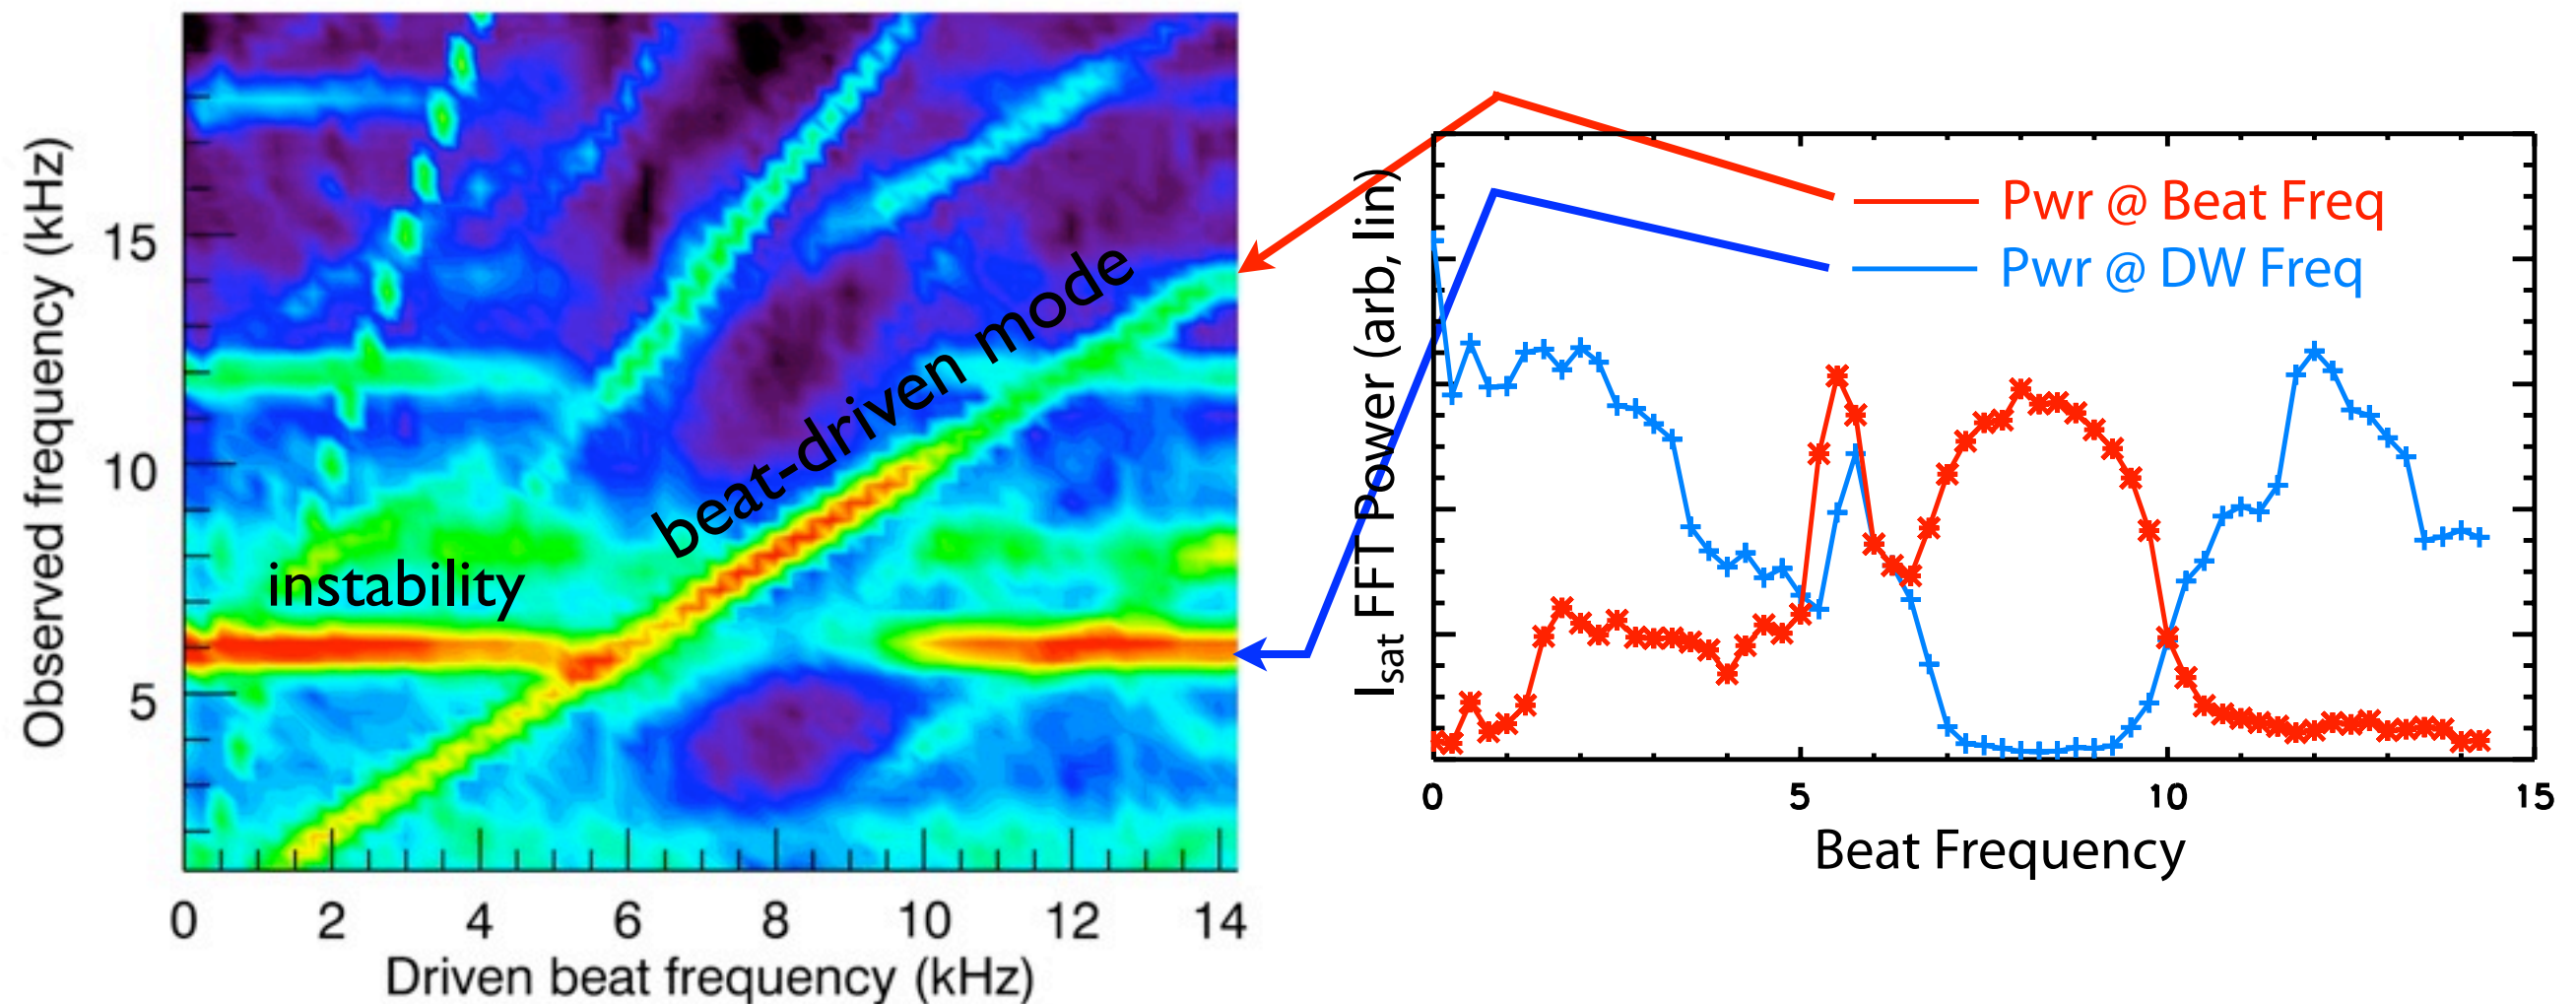 Observed frequency (kHz)
15
10
5
instability
beat-driven mode
0 2 4 6 8 10 12 14
Driven beat frequency (kHz)
Isat FFT Power (arb, lin)
Pwr @ Beat Freq
Pwr @ DW Freq
0 5 10 15
Beat Frequency